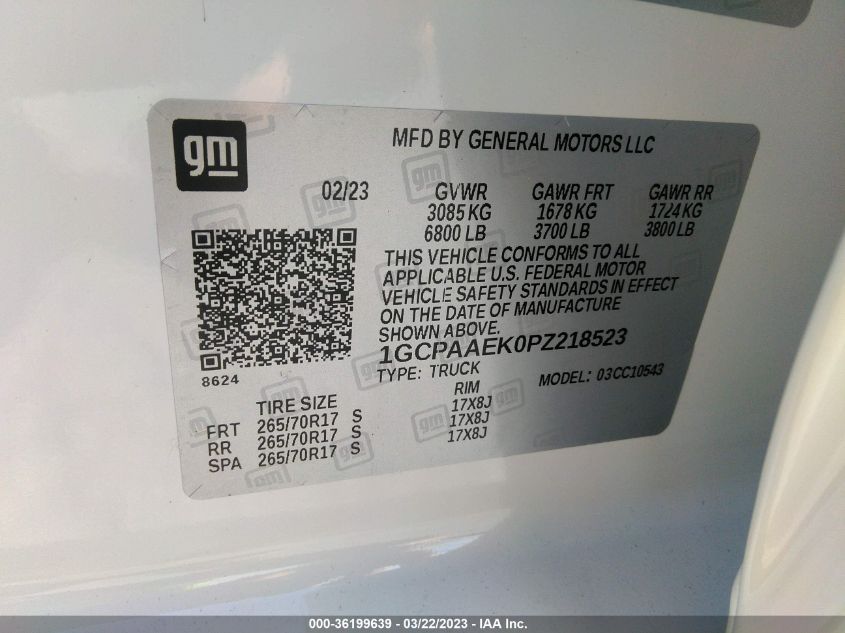 gm
MFD BY GENERAL MOTORS LLC
02/23 GVWR GAWR FRT GAWR RR
3085 KG 1678 KG 1724 KG
6800 LB 3700 LB 3800 LB
THIS VEHICLE CONFORMS TO ALL
APPLICABLE U.S. FEDERAL MOTOR
VEHICLE SAFETY STANDARDS IN EFFECT
ON THE DATE OF MANUFACTURE
SHOWN ABOVE.
1GCPAAEK0PZ218523
8624
TYPE: TRUCK MODEL: 03CC10543
TIRE SIZE RIM
FRT 265/70R17 S 17X8J
RR 265/70R17 S 17X8J
SPA 265/70R17 S 17X8J
000-36199639 - 03/22/2023 - IAA Inc.